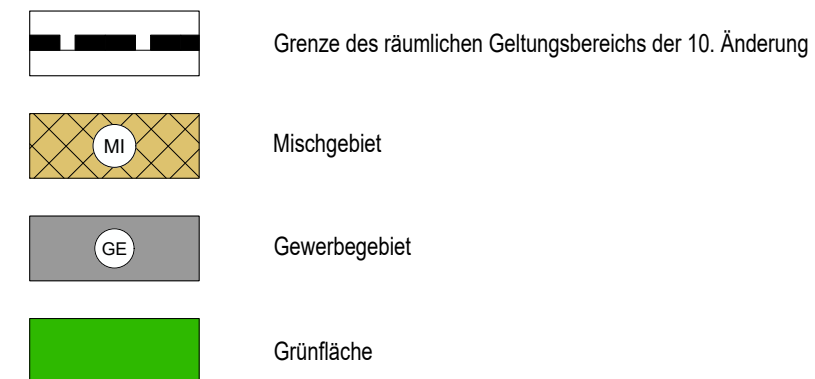 Grenze des räumlichen Geltungsbereichs der 10. Änderung
MI
Mischgebiet
GE
Gewerbegebiet
Grünfläche